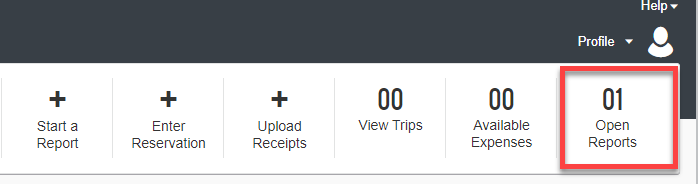 Help
Profile
+
Start a
Report
+
Enter
Reservation
+
Upload
Receipts
00
View Trips
00
Available
Expenses
01
Open
Reports